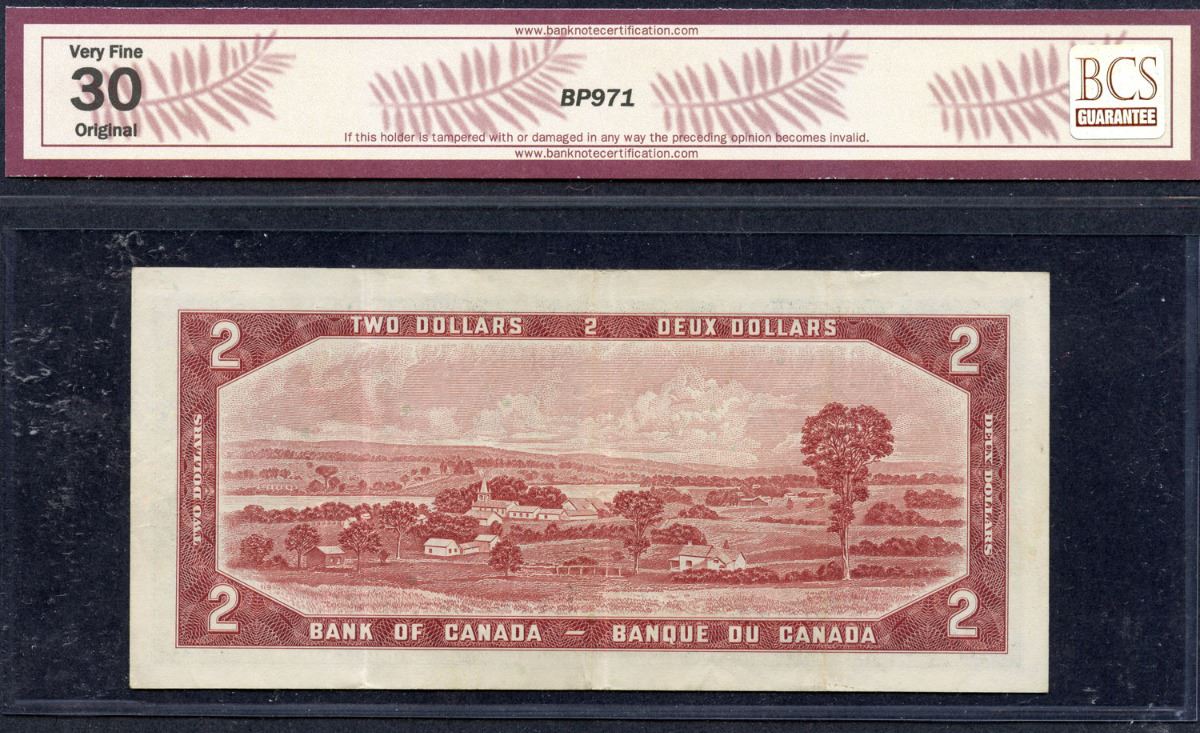 www.banknotecertification.com
Very Fine
30
Original
BP971
BCS
GUARANTEE
If this holder is tampered with or damaged in any way the preceding opinion becomes invalid.
www.banknotecertification.com
2 TWO DOLLARS 2 DEUX DOLLARS 2
TWO DOLLARS
DEUX DOLLARS
2 BANK OF CANADA — BANQUE DU CANADA 2